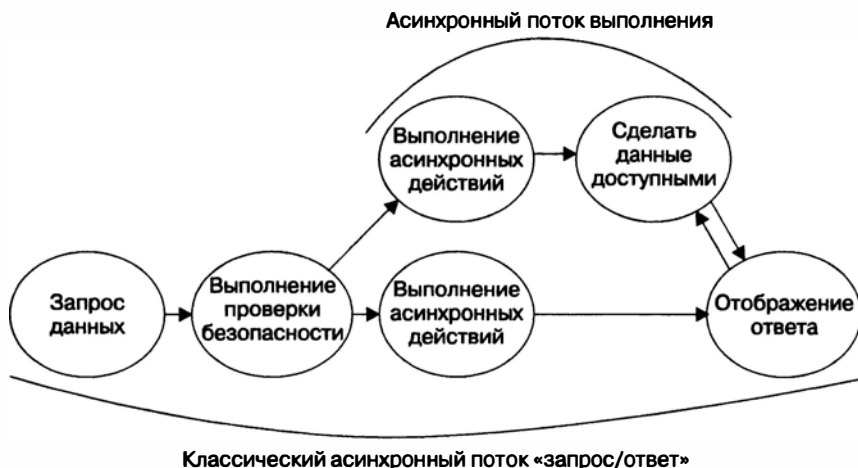 Асинхронный поток выполнения
Выполнение
асинхронных
действий
Сделать
данные
доступными
Запрос
данных
Выполнение
проверки
безопасности
Выполнение
асинхронных
действий
Отображение
ответа
Классический асинхронный поток «запрос/ответ»